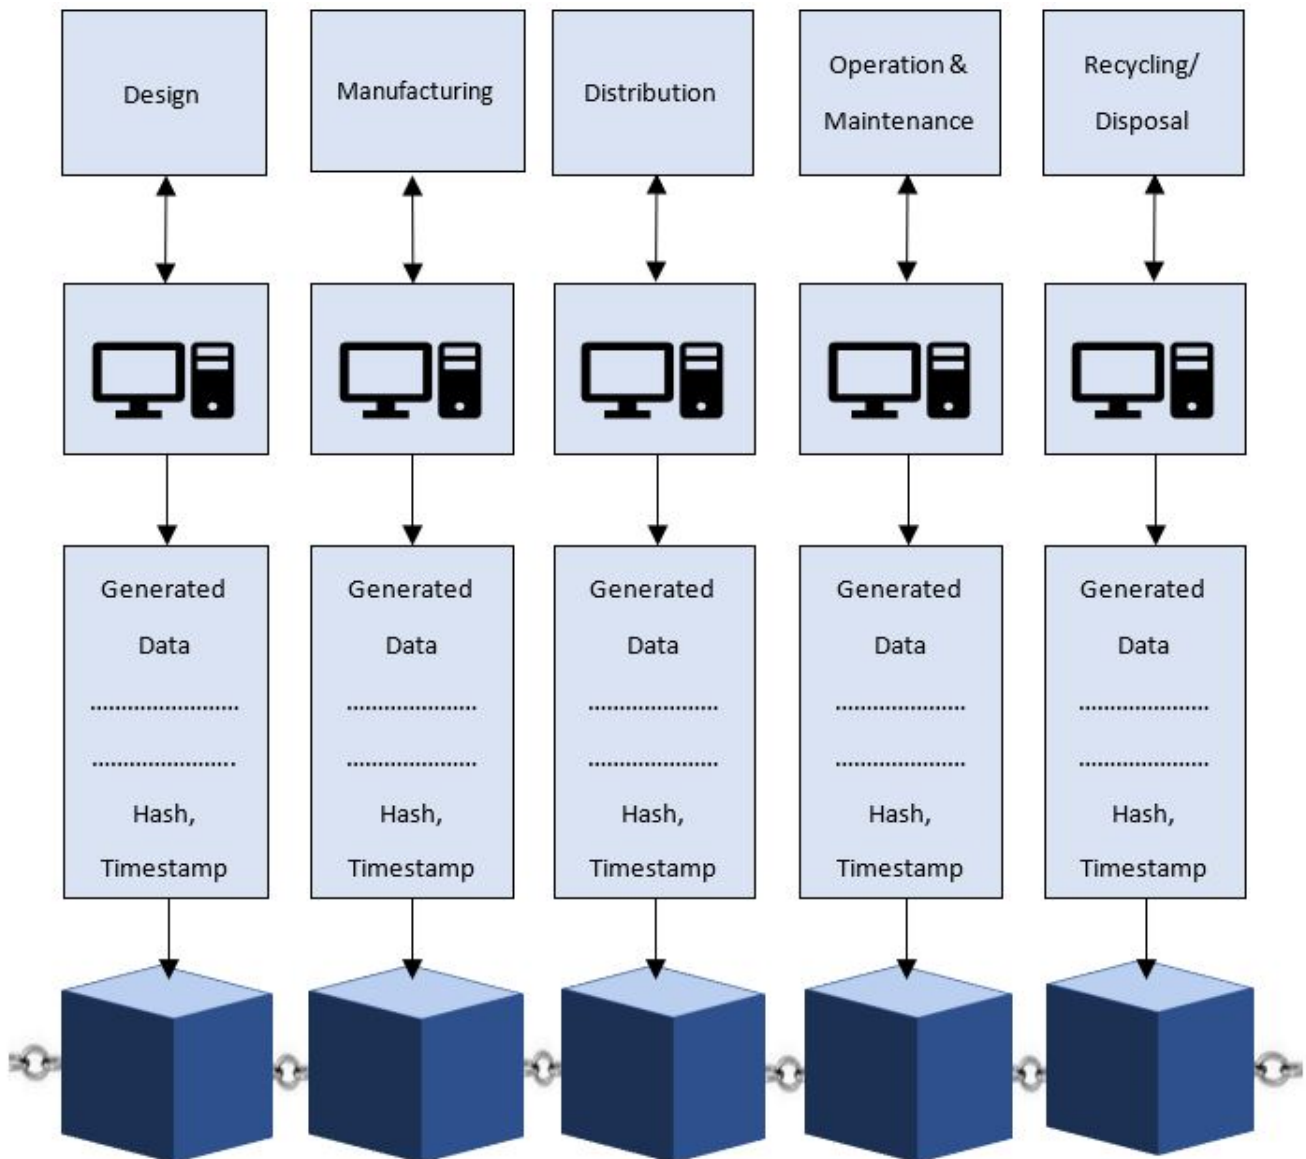 Design
Manufacturing
Distribution
Operation &
Maintenance
Recycling/
Disposal
Generated
Data
........................
.......................
Hash,
Timestamp
Generated
Data
.....................
.....................
Hash,
Timestamp
Generated
Data
.....................
.....................
Hash,
Timestamp
Generated
Data
.....................
.....................
Hash,
Timestamp
Generated
Data
.....................
.....................
Hash,
Timestamp